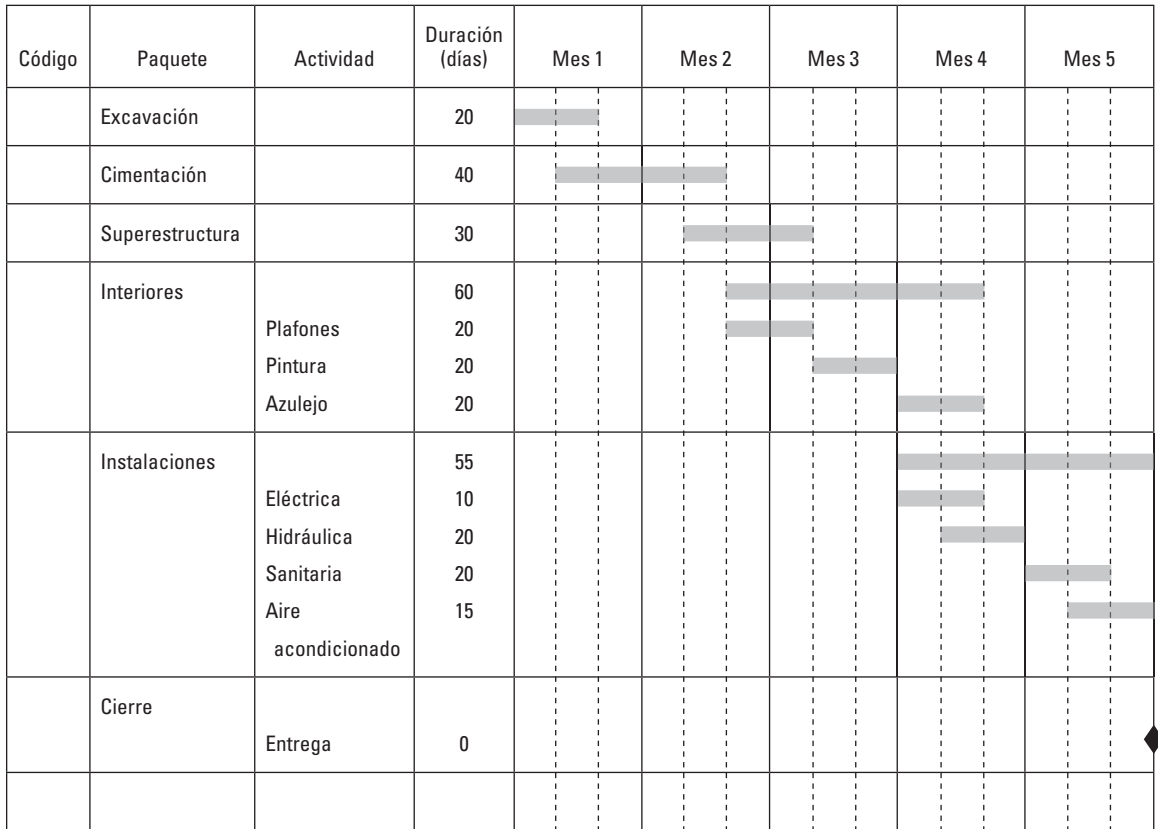 Código Paquete Actividad Duración (días) Mes 1 Mes 2 Mes 3 Mes 4 Mes 5
Excavación 20
Cimentación 40
Superestructura 30
Interiores 60
Plafones 20
Pintura 20
Azulejo 20
Instalaciones 55
Eléctrica 10
Hidráulica 20
Sanitaria 20
Aire 15
acondicionado
Cierre
Entrega 0